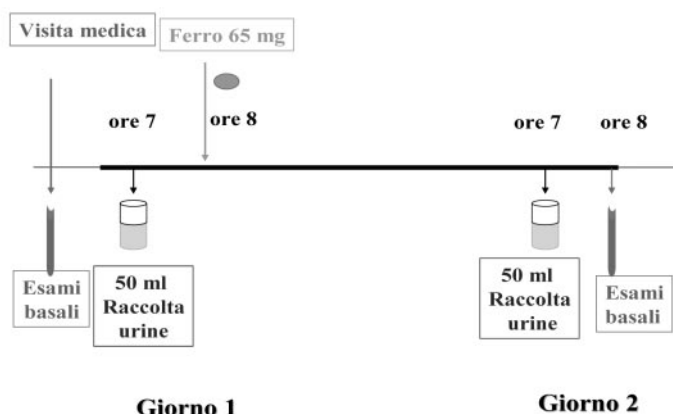 Visita medica
Ferro 65 mg
ore 7
ore 8
ore 7
ore 8
Esami
basali
50 ml
Raccolta
urine
50 ml
Raccolta
urine
Esami
basali
Giorno 1
Giorno 2